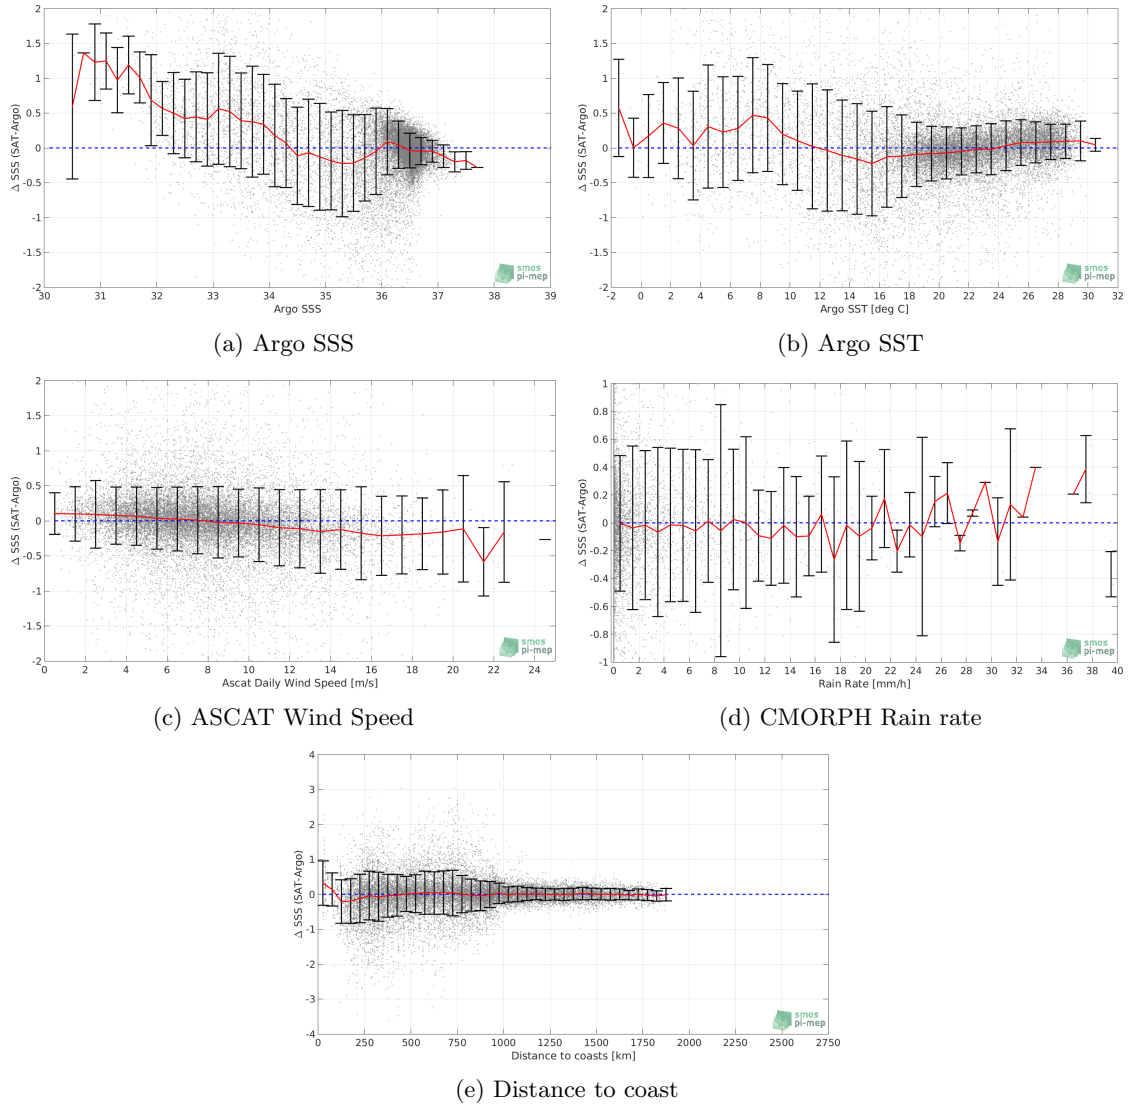 2
1.5
1
0.5
0
-0.5
-1
-1.5
-2
Δ SSS (SAT-Argo)
30 31 32 33 34 35 36 37 38 39
Argo SSS
smos
pi-mep
(a) Argo SSS
2
1.5
1
0.5
0
-0.5
-1
-1.5
-2
Δ SSS (SAT-Argo)
-2 0 2 4 6 8 10 12 14 16 18 20 22 24 26 28 30 32
Argo SST [deg C]
smos
pi-mep
(b) Argo SST
2
1.5
1
0.5
0
-0.5
-1
-1.5
-2
Δ SSS (SAT-Argo)
0 2 4 6 8 10 12 14 16 18 20 22 24
Ascat Daily Wind Speed [m/s]
smos
pi-mep
(c) ASCAT Wind Speed
1
0.8
0.6
0.4
0.2
0
-0.2
-0.4
-0.6
-0.8
-1
Δ SSS (SAT-Argo)
0 2 4 6 8 10 12 14 16 18 20 22 24 26 28 30 32 34 36 38 40
Rain Rate [mm/h]
smos
pi-mep
(d) CMORPH Rain rate
4
3
2
1
0
-1
-2
-3
-4
Δ SSS (SAT-Argo)
0 250 500 750 1000 1250 1500 1750 2000 2250 2500 2750
Distance to coasts [km]
smos
pi-mep
(e) Distance to coast